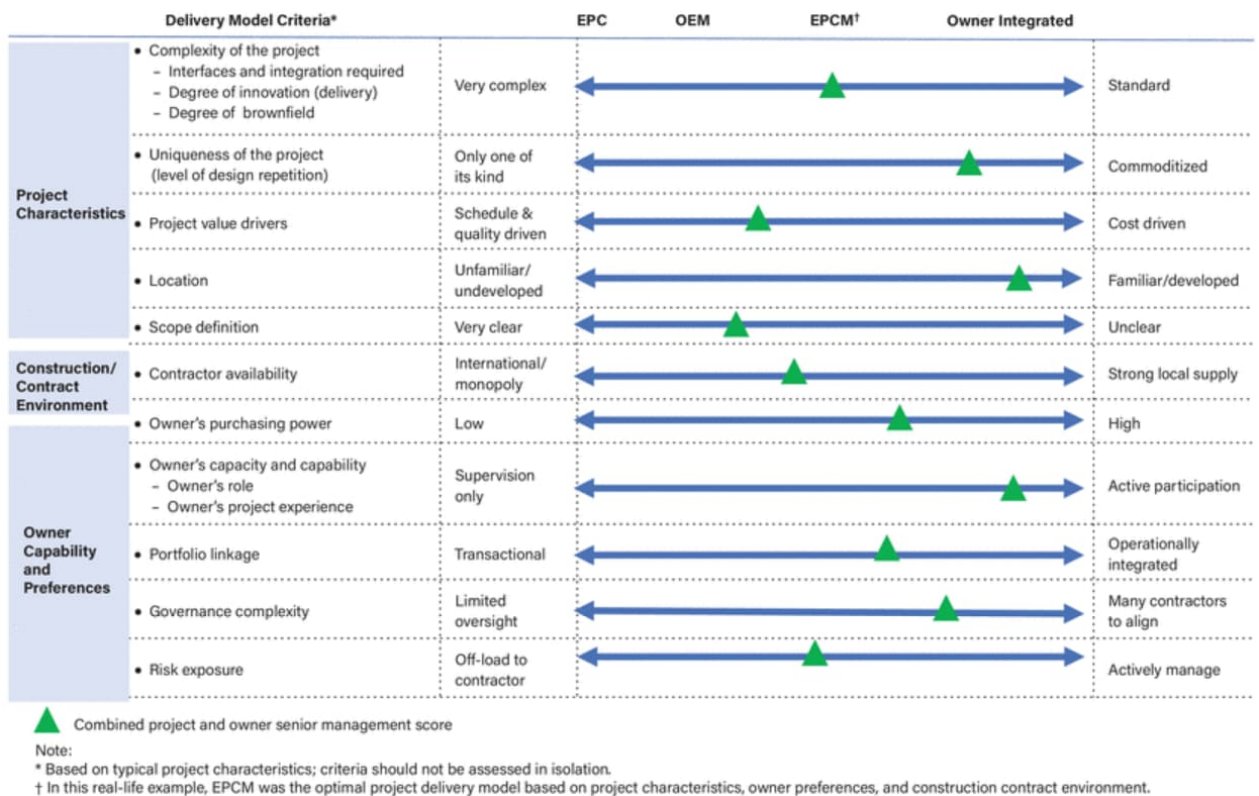 Delivery Model Criteria* EPC OEM EPCM† Owner Integrated
Project
Characteristics
• Complexity of the project
– Interfaces and integration required
– Degree of innovation (delivery)
– Degree of brownfield
Very complex
Standard
• Uniqueness of the project
(level of design repetition)
Only one of
its kind
Commoditized
• Project value drivers
Schedule &
quality driven
Cost driven
• Location
Unfamiliar/
undeveloped
Familiar/developed
• Scope definition
Very clear
Unclear
Construction/
Contract
Environment
• Contractor availability
International/
monopoly
Strong local supply
• Owner's purchasing power
Low
High
Owner
Capability
and
Preferences
• Owner's capacity and capability
– Owner's role
– Owner's project experience
Supervision
only
Active participation
• Portfolio linkage
Transactional
Operationally
integrated
• Governance complexity
Limited
oversight
Many contractors
to align
• Risk exposure
Off-load to
contractor
Actively manage
Combined project and owner senior management score
Note:
* Based on typical project characteristics; criteria should not be assessed in isolation.
† In this real-life example, EPCM was the optimal project delivery model based on project characteristics, owner preferences, and construction contract environment.